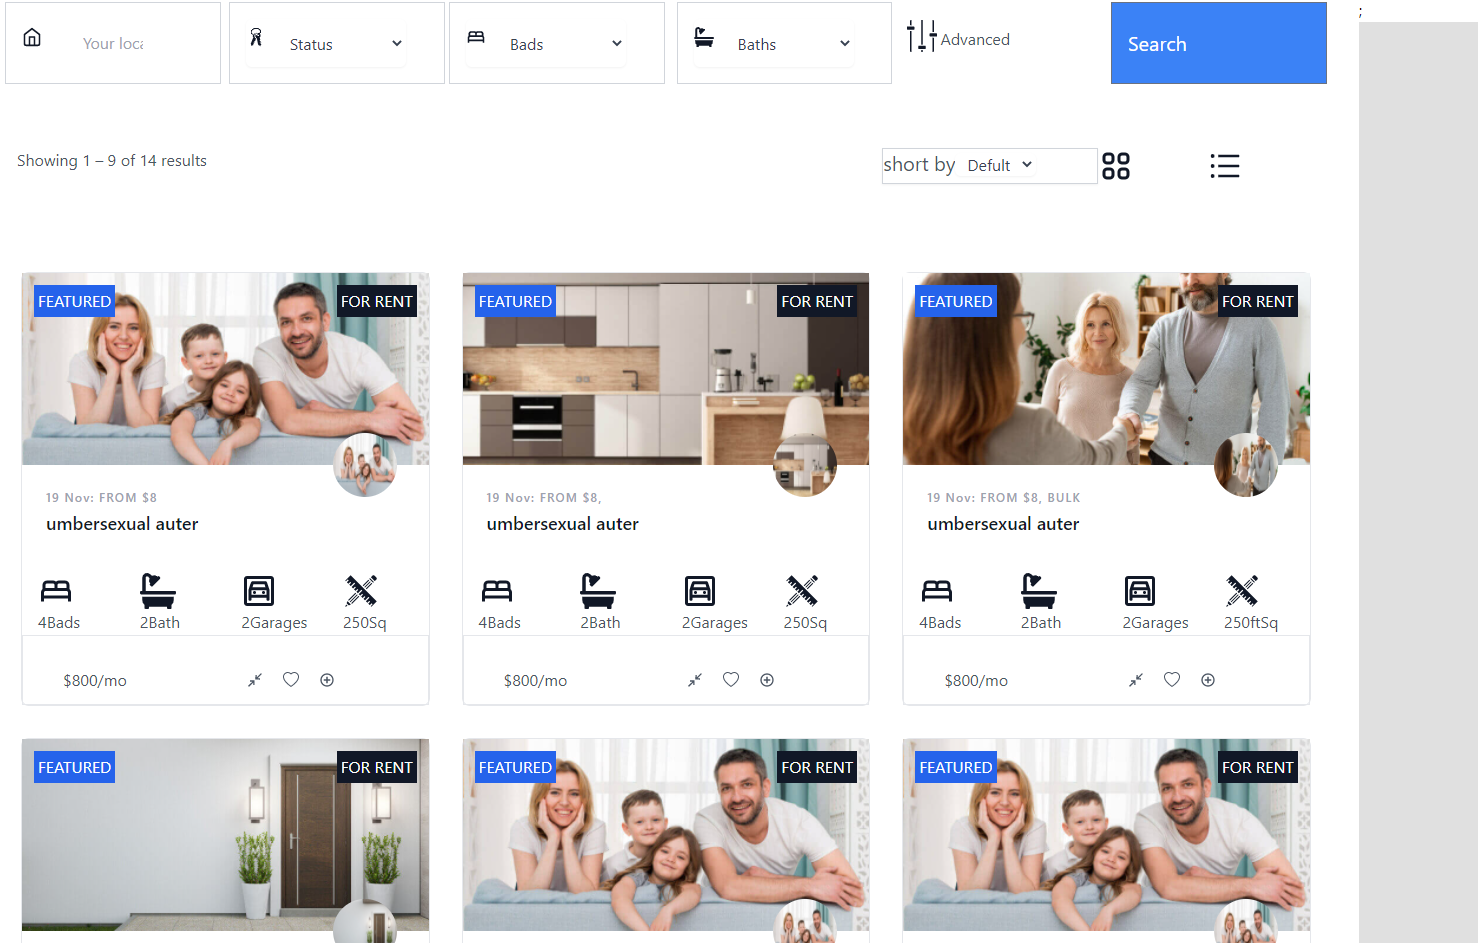 Your loca
Status
Bads
Baths
Advanced
Search
;
Showing 1 – 9 of 14 results
short by Defult
FEATURED
FOR RENT
FEATURED
FOR RENT
FEATURED
FOR RENT
19 Nov: FROM $8
umbersexual auter
19 Nov: FROM $8,
umbersexual auter
19 Nov: FROM $8, BULK
umbersexual auter
4Bads
2Bath
2Garages
250Sq
4Bads
2Bath
2Garages
250Sq
4Bads
2Bath
2Garages
250ftSq
$800/mo
$800/mo
$800/mo
FEATURED
FOR RENT
FEATURED
FOR RENT
FEATURED
FOR RENT